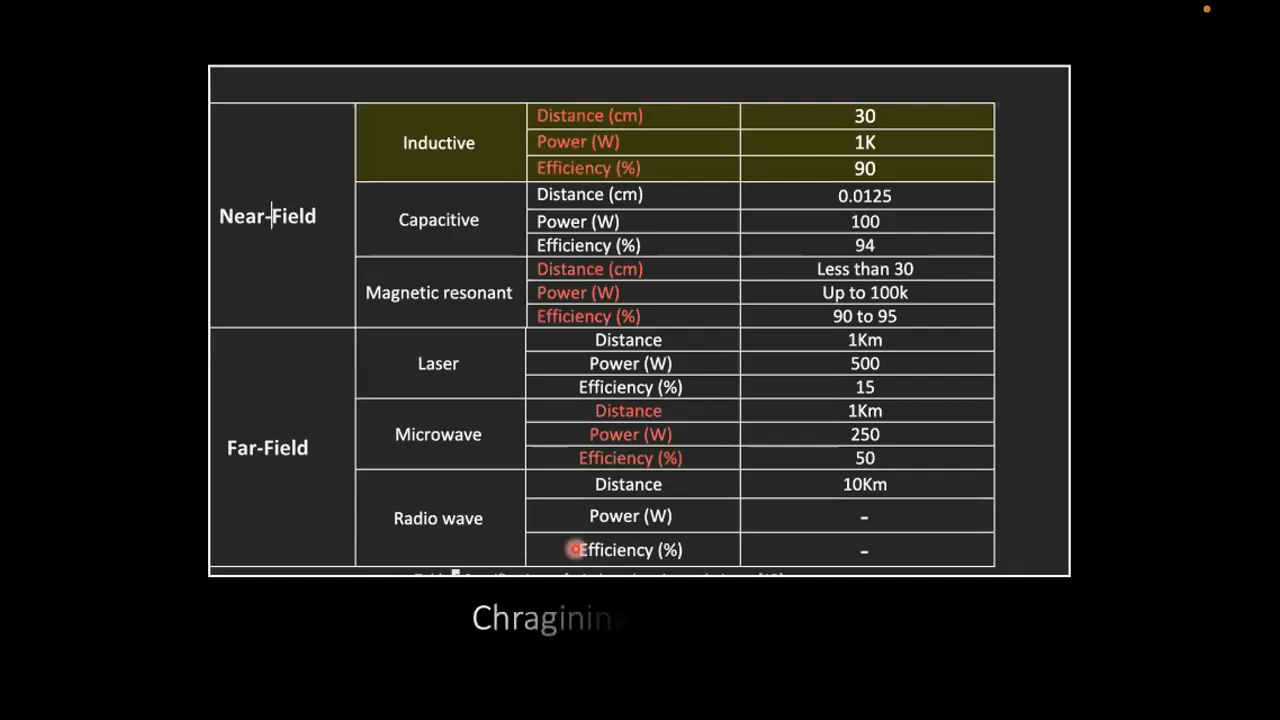 Near-Field
Inductive
Distance (cm) 30
Power (W) 1K
Efficiency (%) 90
Capacitive
Distance (cm) 0.0125
Power (W) 100
Efficiency (%) 94
Magnetic resonant
Distance (cm) Less than 30
Power (W) Up to 100k
Efficiency (%) 90 to 95
Far-Field
Laser
Distance 1Km
Power (W) 500
Efficiency (%) 15
Microwave
Distance 1Km
Power (W) 250
Efficiency (%) 50
Radio wave
Distance 10Km
Power (W) -
Efficiency (%) -
Chraginin